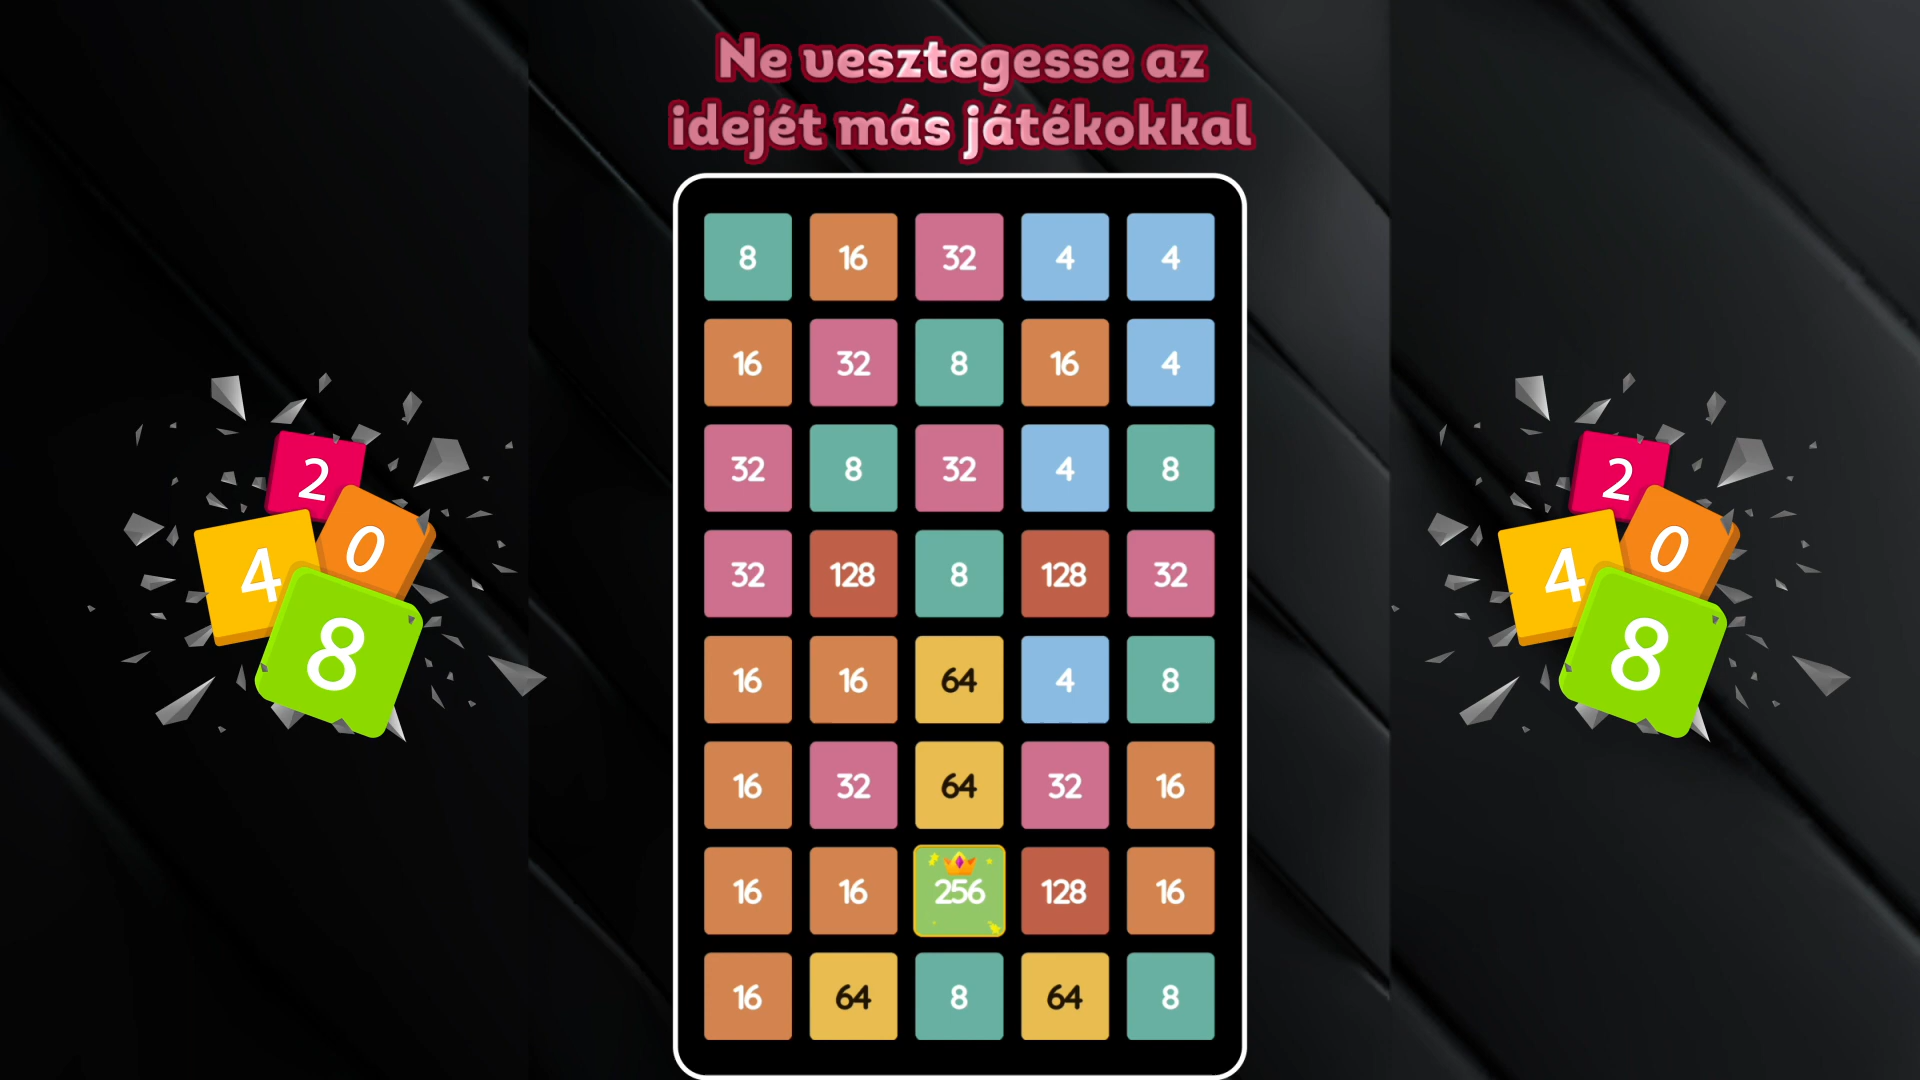 Ne vesztegesse az
idejét más játékokkal
8 16 32 4 4
16 32 8 16 4
32 8 32 4 8
32 128 8 128 32
16 16 64 4 8
16 32 64 32 16
16 16 256 128 16
16 64 8 64 8
2
0
4
8
2
0
4
8